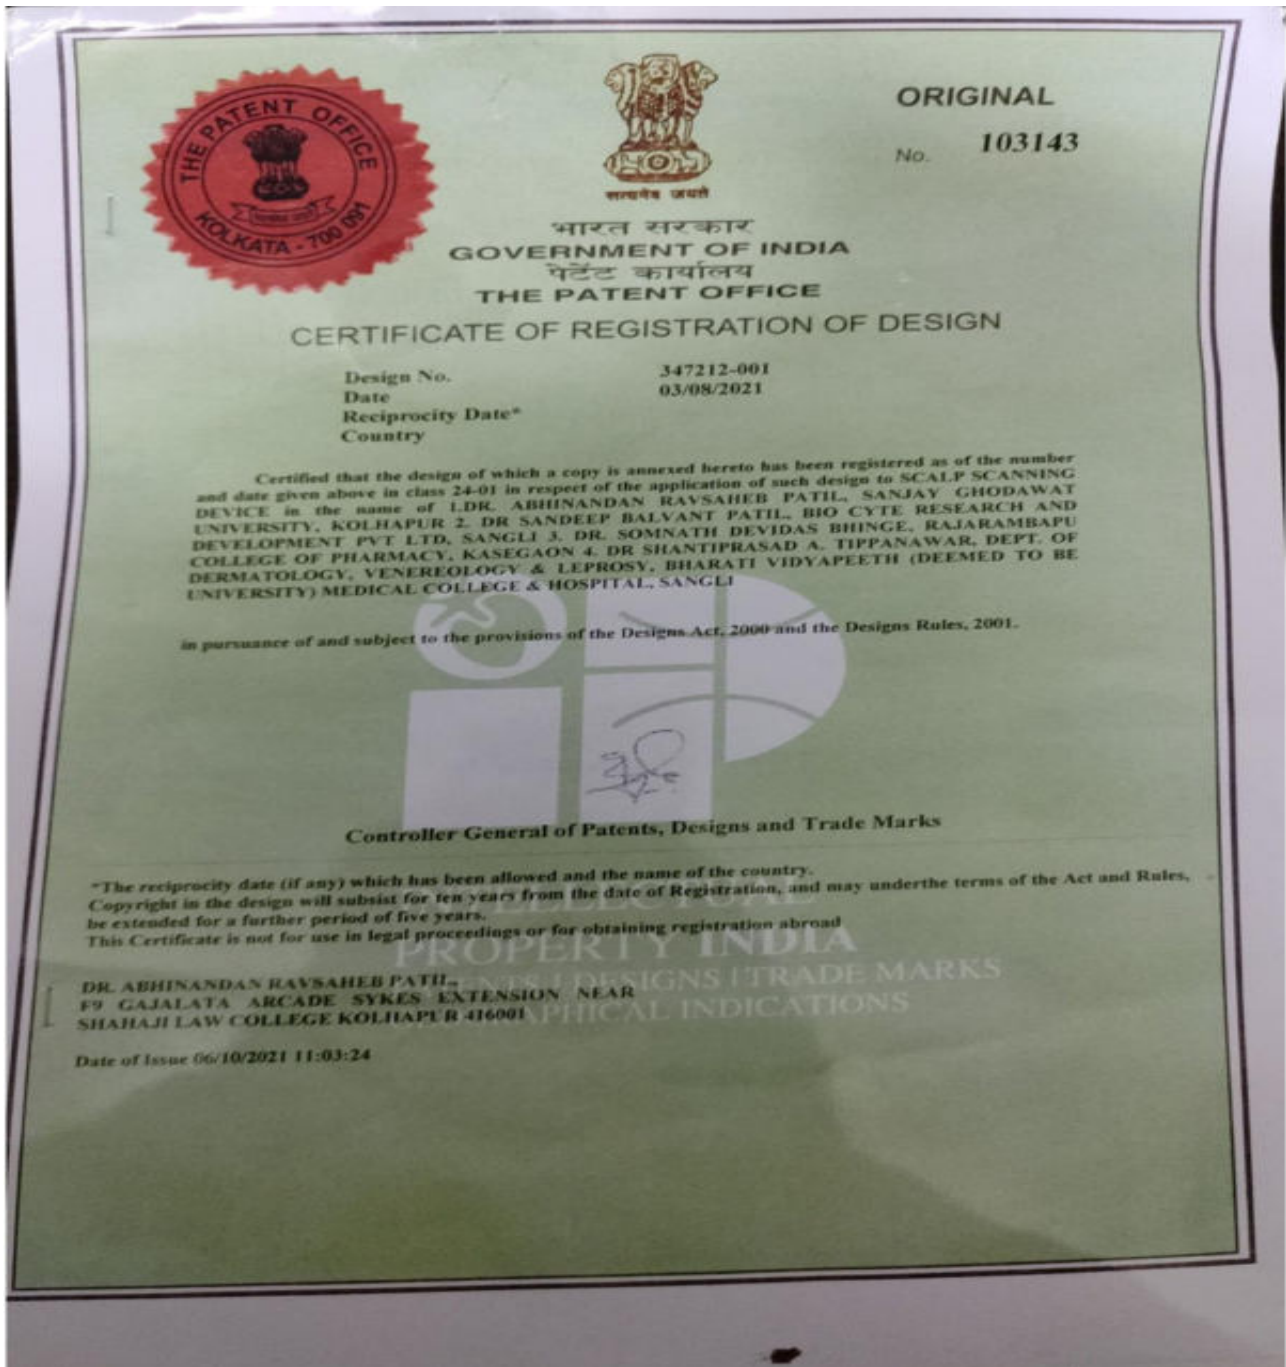 THE PATENT OFFICE
KOLKATA - 700 091
सत्यमेव जयते
ORIGINAL
No. 103143
भारत सरकार
GOVERNMENT OF INDIA
पेटेंट कार्यालय
THE PATENT OFFICE
CERTIFICATE OF REGISTRATION OF DESIGN
Design No. 347212-001
Date 03/08/2021
Reciprocity Date*
Country
Certified that the design of which a copy is annexed hereto has been registered as of the number
and date given above in class 24-01 in respect of the application of such design to SCALP SCANNING
DEVICE in the name of 1.DR. ABHINANDAN RAVSAHEB PATIL, SANJAY GHODAWAT
UNIVERSITY, KOLHAPUR 2. DR SANDEEP BALVANT PATIL, BIO CYTE RESEARCH AND
DEVELOPMENT PVT LTD, SANGLI 3. DR. SOMNATH DEVIDAS BHINGE, RAJARAMBAPU
COLLEGE OF PHARMACY, KASEGAON 4. DR SHANTIPRASAD A. TIPPANAWAR, DEPT. OF
DERMATOLOGY, VENEREOLOGY & LEPROSY, BHARATI VIDYAPEETH (DEEMED TO BE
UNIVERSITY) MEDICAL COLLEGE & HOSPITAL, SANGLI
in pursuance of and subject to the provisions of the Designs Act, 2000 and the Designs Rules, 2001.
Controller General of Patents, Designs and Trade Marks
*The reciprocity date (if any) which has been allowed and the name of the country.
Copyright in the design will subsist for ten years from the date of Registration, and may underthe terms of the Act and Rules,
be extended for a further period of five years.
This Certificate is not for use in legal proceedings or for obtaining registration abroad
PROPERTY INDIA
DESIGNS | TRADE MARKS
INDICATIONS
DR. ABHINANDAN RAVSAHEB PATIL,
F9 GAJALATA ARCADE SYKES EXTENSION NEAR
SHAHAJI LAW COLLEGE KOLHAPUR 416001
Date of Issue 06/10/2021 11:03:24